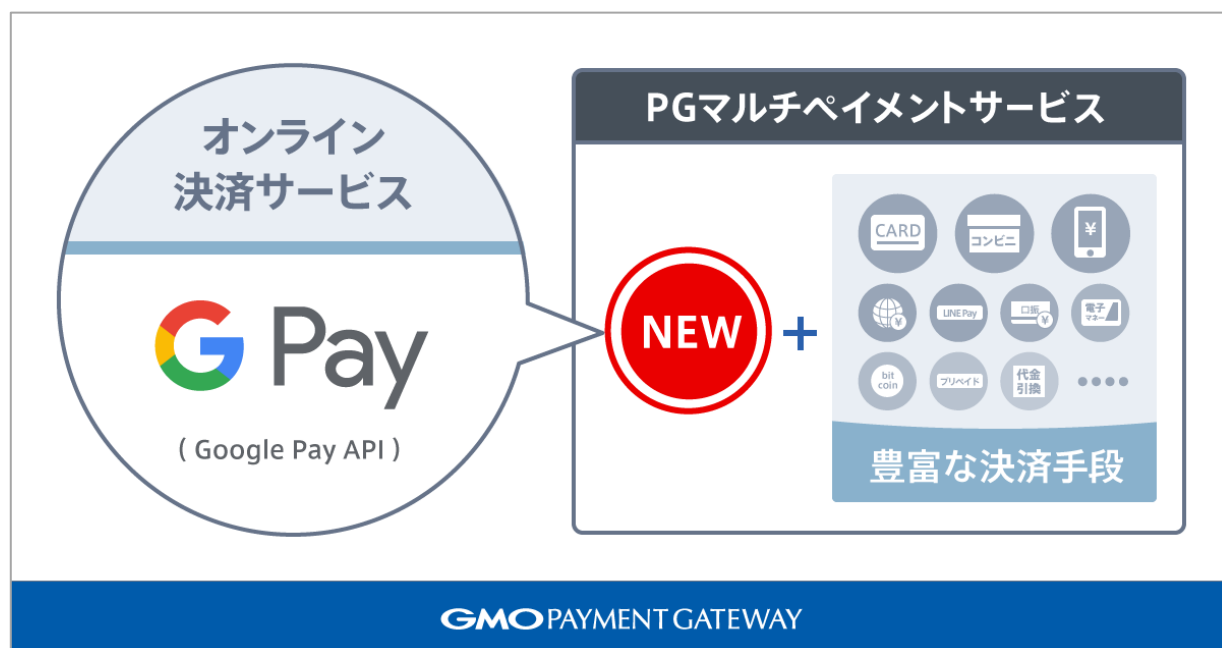 オンライン
決済サービス
G Pay
( Google Pay API )
PGマルチペイメントサービス
NEW
+
CARD
コンビニ
¥
¥
LINE Pay
口振
¥
電子
マネー
bit
coin
プリペイド
代金
引換
••••
豊富な決済手段
GMO PAYMENT GATEWAY